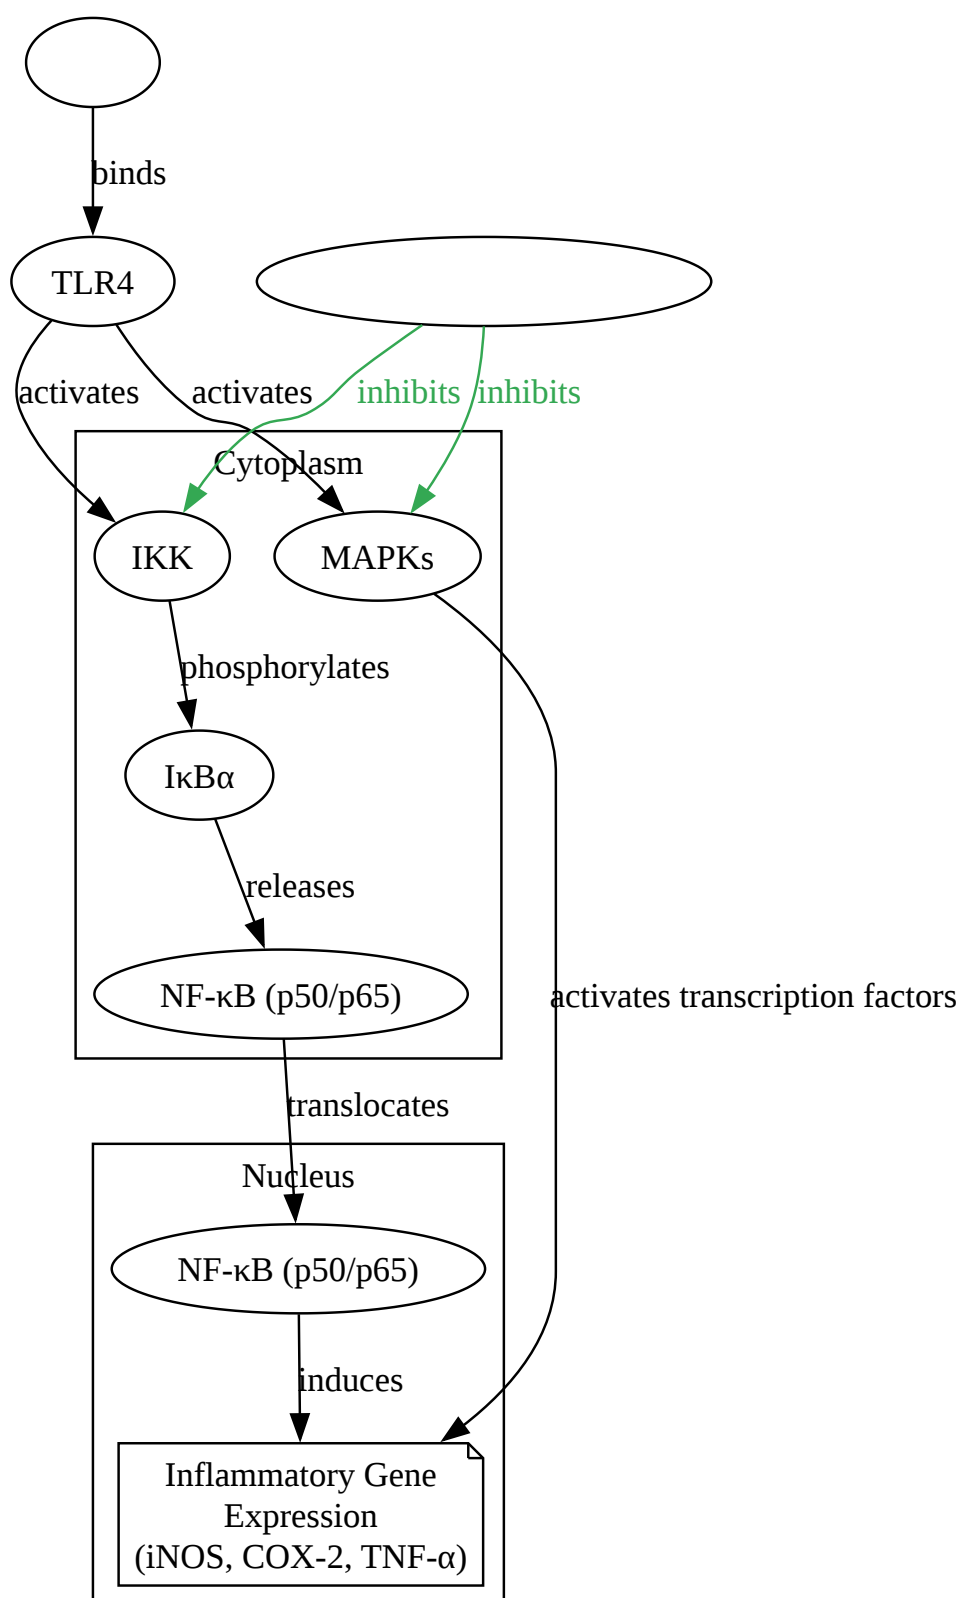 binds
TLR4
activates
activates
inhibits
inhibits
Cytoplasm
IKK
MAPKs
phosphorylates
IκBα
releases
NF-κB (p50/p65)
activates transcription factors
translocates
Nucleus
NF-κB (p50/p65)
induces
Inflammatory Gene
Expression
(iNOS, COX-2, TNF-α)